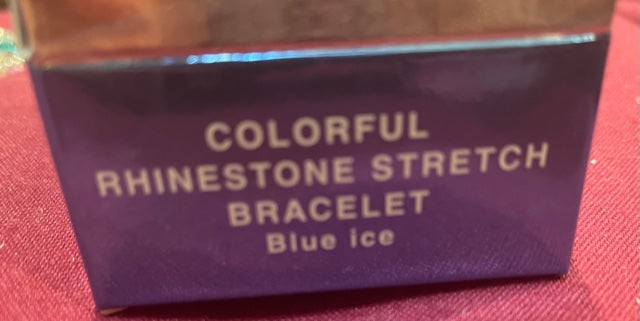 COLORFUL
RHINESTONE STRETCH
BRACELET
Blue ice